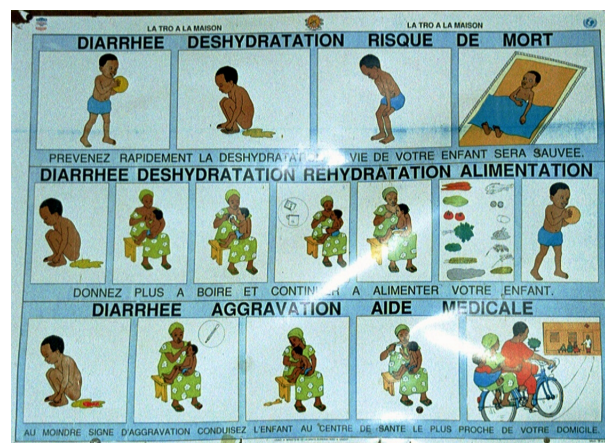 LA TRO A LA MAISON LA TRO A LA MAISON
DIARRHEE DESHYDRATATION RISQUE DE MORT
PREVENEZ RAPIDEMENT LA DESHYDRATAT VIE DE VOTRE ENFANT SERA SAUVEE.
DIARRHEE DESHYDRATATION REHYDRATATION ALIMENTATION
DONNEZ PLUS A BOIRE ET CONTINUER A ALIMENTER VOTRE ENFANT.
DIARRHEE AGGRAVATION AIDE MEDICALE
AU MOINDRE SIGNE D'AGGRAVATION CONDUISEZ L'ENFANT AU CENTRE DE SANTE LE PLUS PROCHE DE VOTRE DOMICILE.